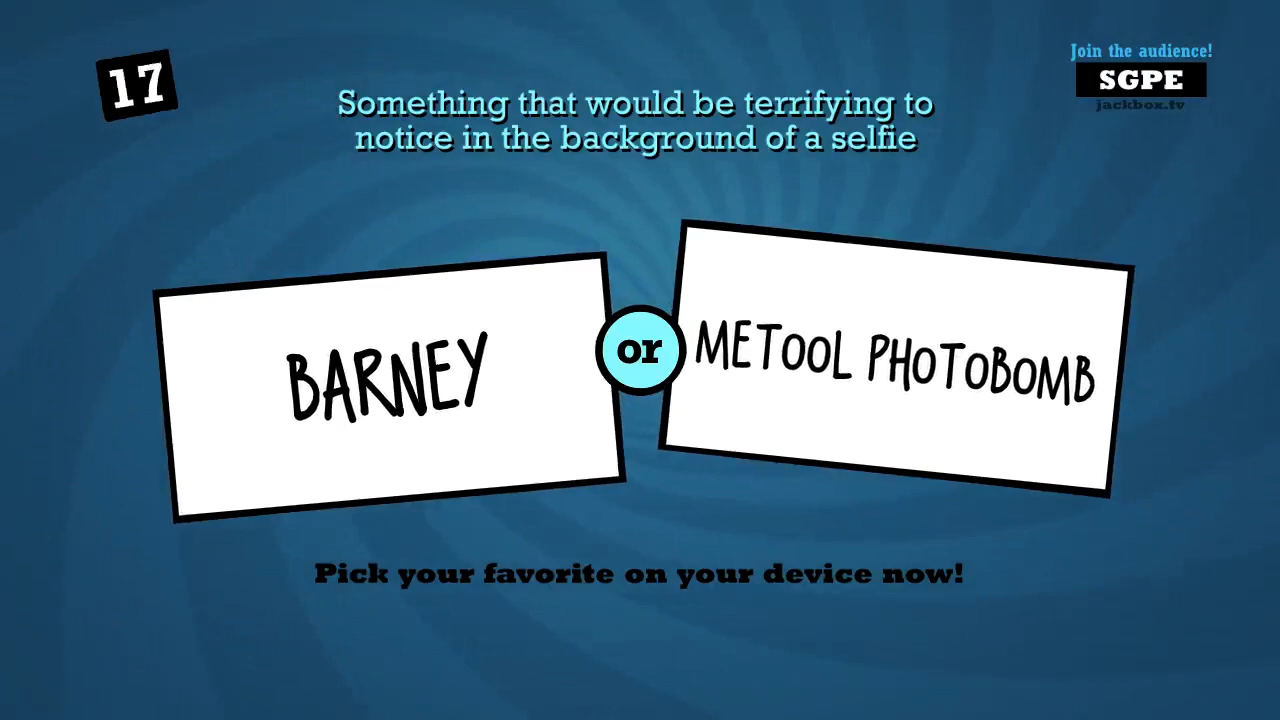 17
Join the audience!
SGPE
jackbox.tv
Something that would be terrifying to
notice in the background of a selfie
BARNEY
or
METOOL PHOTOBOMB
Pick your favorite on your device now!